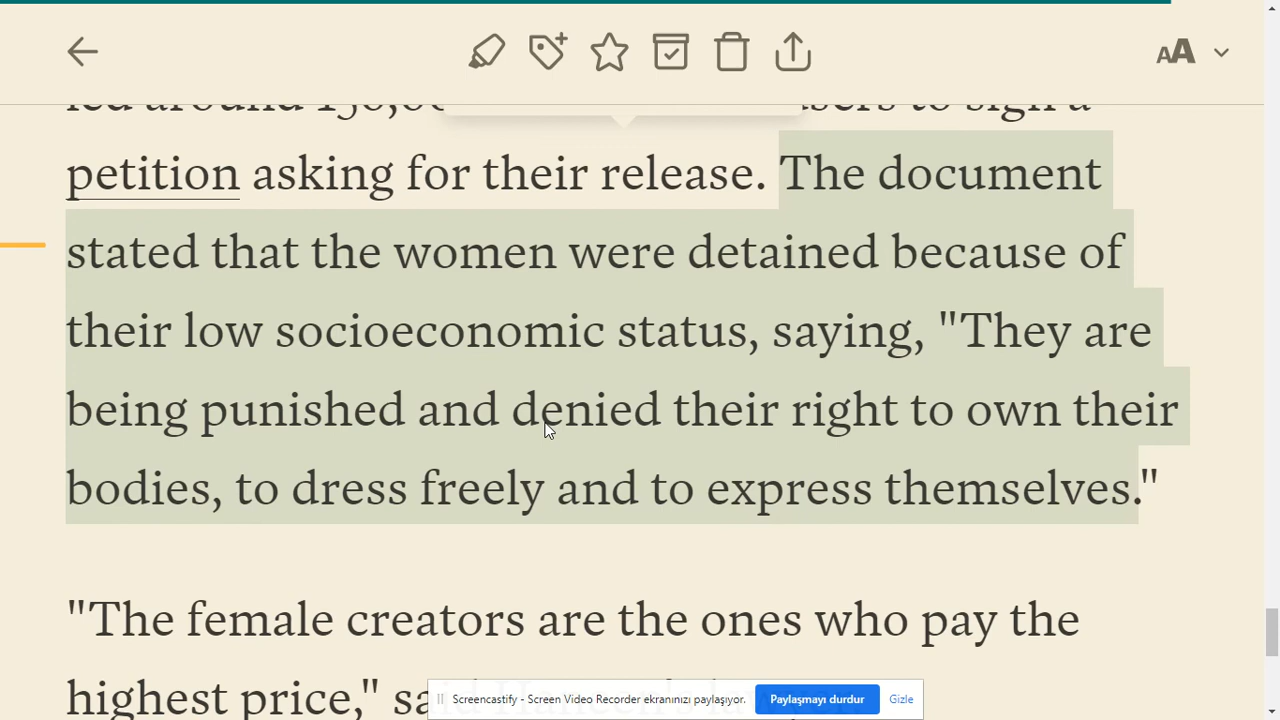 AA
petition asking for their release. The document
stated that the women were detained because of
their low socioeconomic status, saying, "They are
being punished and denied their right to own their
bodies, to dress freely and to express themselves."
"The female creators are the ones who pay the
highest price,"
Screencastify - Screen Video Recorder ekranınızı paylaşıyor. Paylaşmayı durdur Gizle